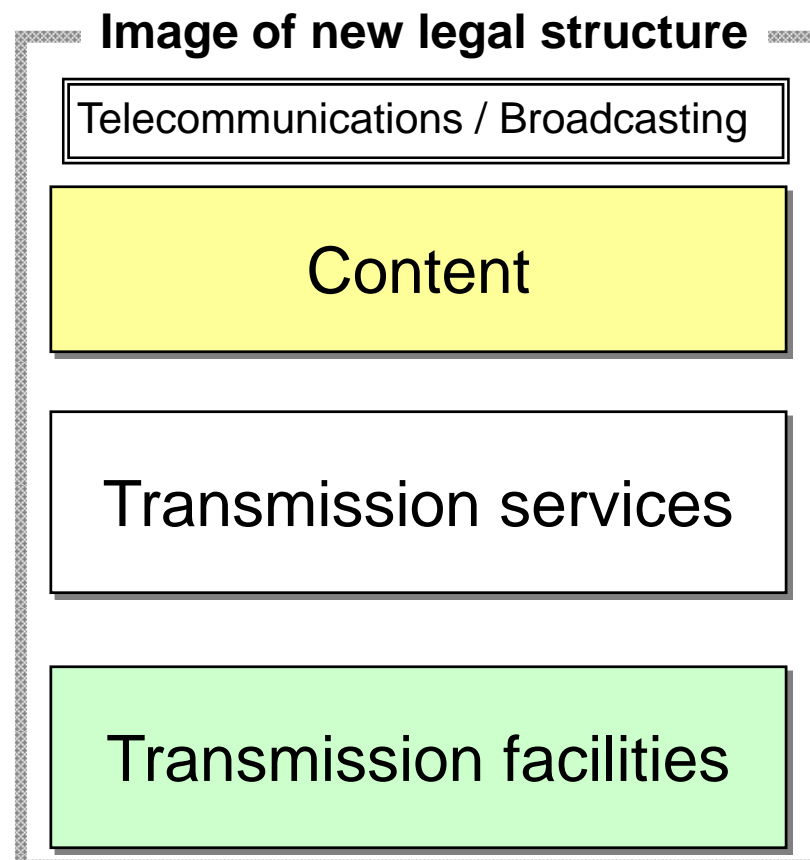 Image of new legal structure
Telecommunications / Broadcasting
Content
Transmission services
Transmission facilities